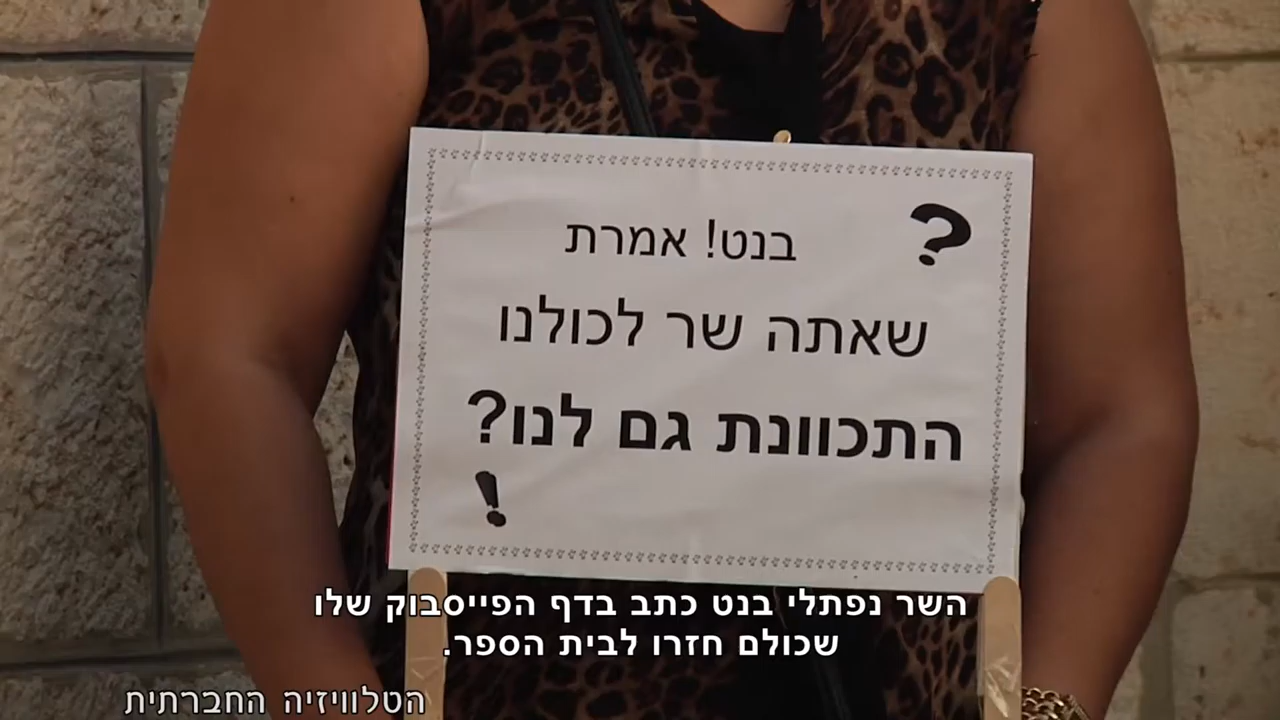 ?
בנט! אמרת
שאתה שר לכולנו
התכוונת גם לנו?
!
השר נפתלי בנט כתב בדף הפייסבוק שלו
שכולם חזרו לבית הספר.
הטלוויזיה החברתית